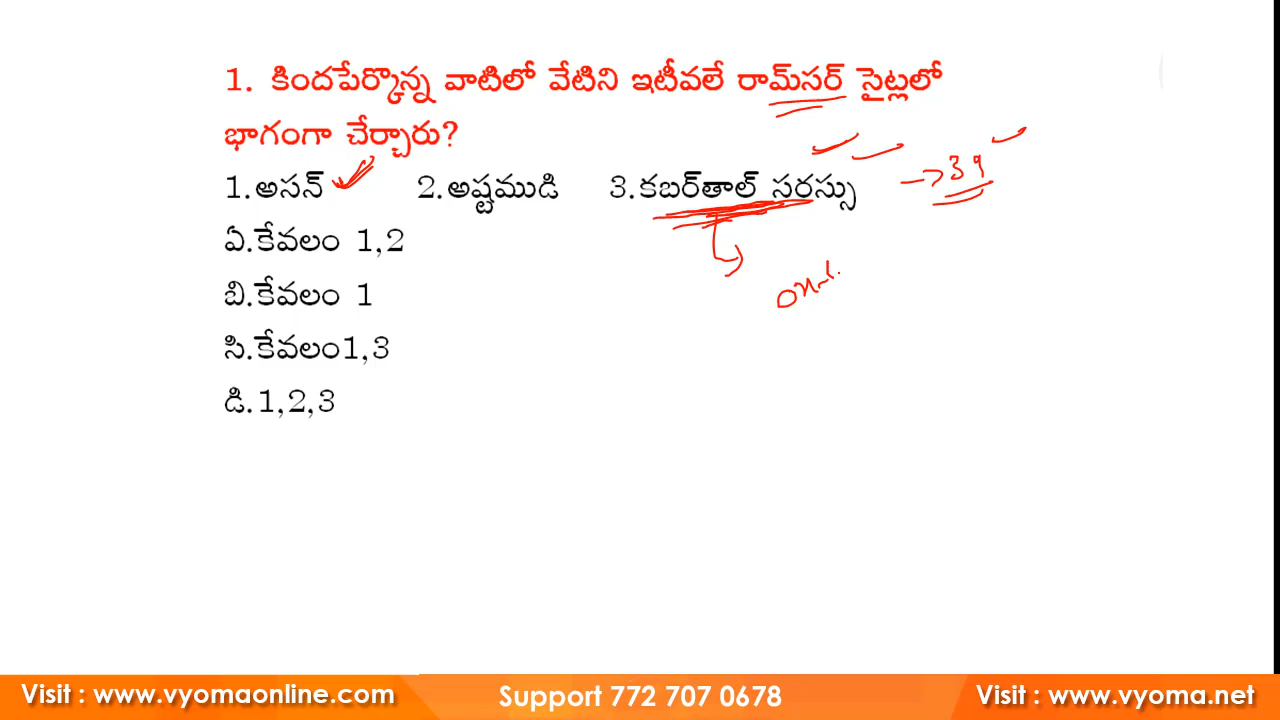 1. కిందపేర్కొన్న వాటిలో వేటిని ఇటీవలే రామ్‌సర్ సైట్లలో
భాగంగా చేర్చారు?
1.అసన్ 2.అష్టముడి 3.కబర్‌తాల్ సరస్సు → 39
ఏ.కేవలం 1,2
బి.కేవలం 1
సి.కేవలం1,3
డి.1,2,3
Visit : www.vyomaonline.com Support 772 707 0678 Visit : www.vyoma.net